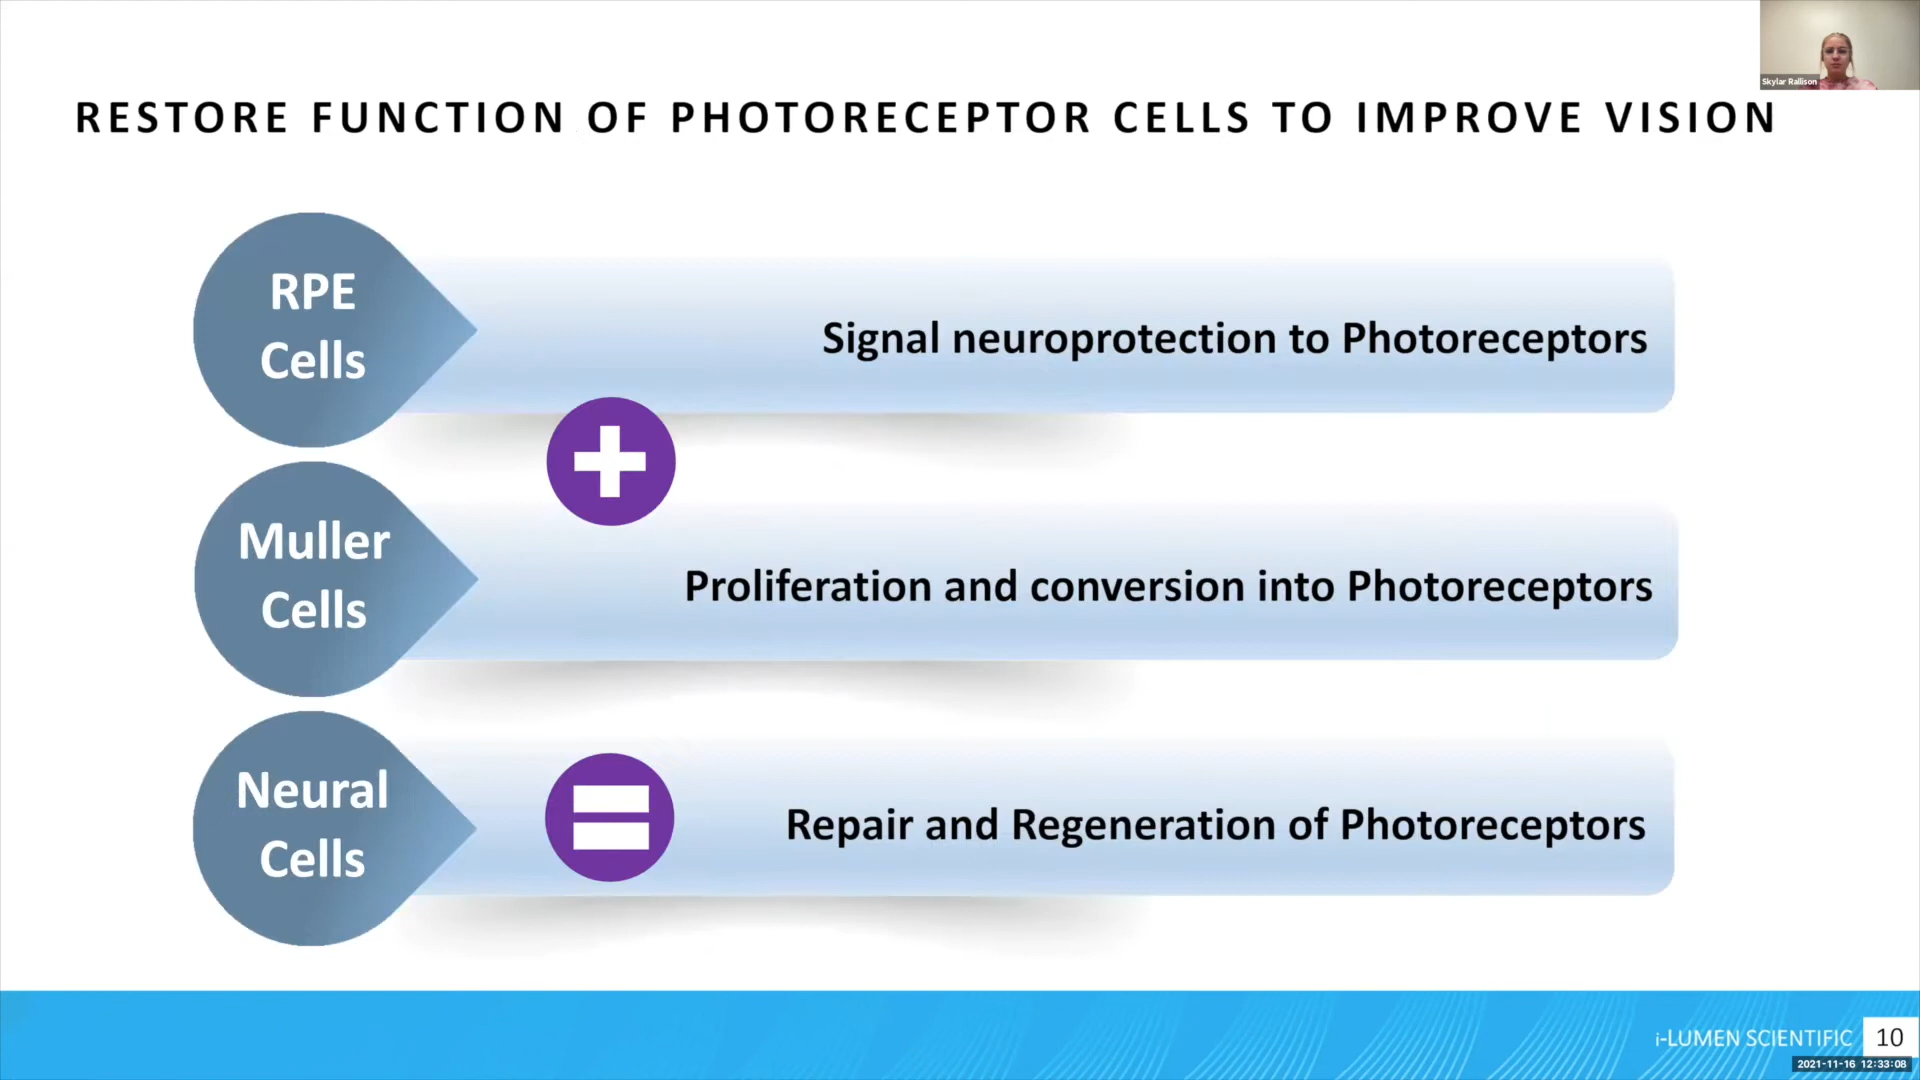 Skylar Rallison
RESTORE FUNCTION OF PHOTORECEPTOR CELLS TO IMPROVE VISION
RPE
Cells
Signal neuroprotection to Photoreceptors
Muller
Cells
Proliferation and conversion into Photoreceptors
Neural
Cells
Repair and Regeneration of Photoreceptors
i-LUMEN SCIENTIFIC
10
2021-11-16 12:33:08